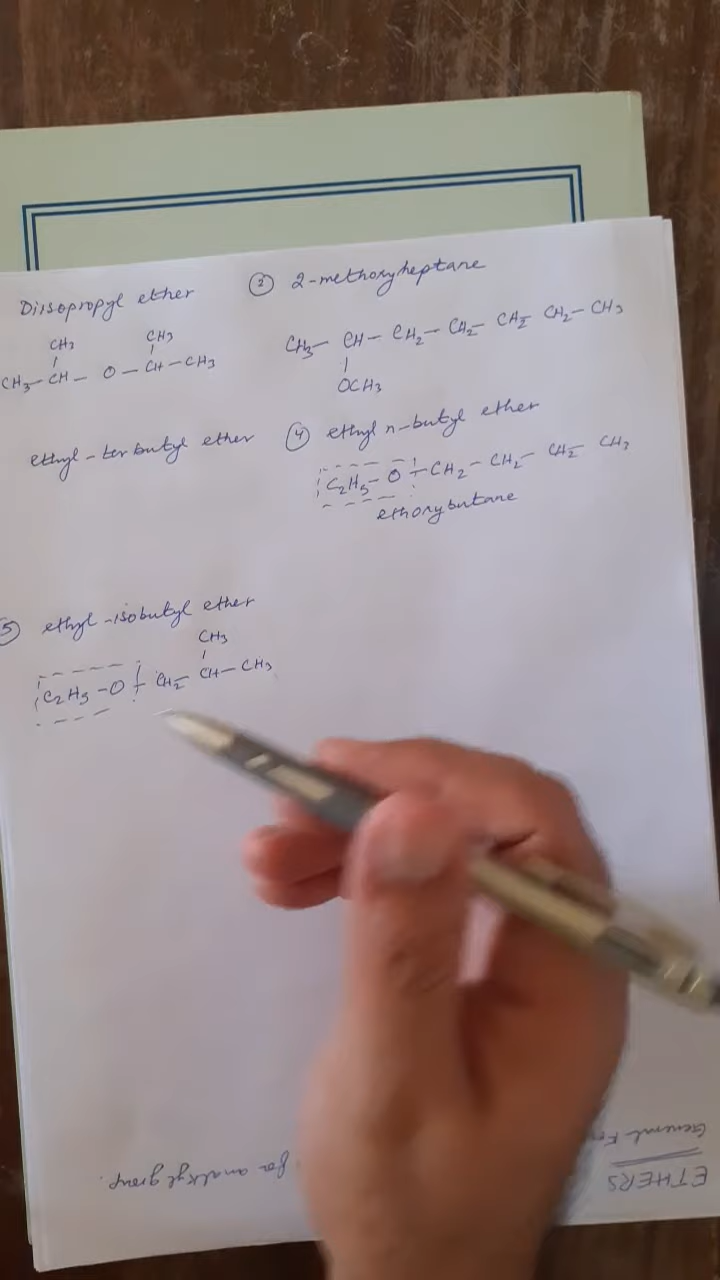 Diisopropyl ether
CH3 CH3
CH3-CH-O-CH-CH3
② 2-methoxyheptane
CH3-CH-CH2-CH2-CH2-CH2-CH3
OCH3
ethyl-terbutyl ether
④ ethyl n-butyl ether
C2H5-O-CH2-CH2-CH2-CH3
ethoxybutane
5 ethyl-isobutyl ether
CH3
C2H5-O-CH2-CH-CH3
ETHERS
General
for an alkyl group.